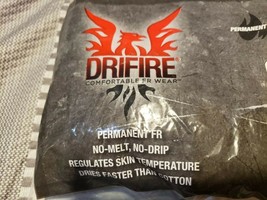 PERMANENT
DRIFIRE
COMFORTABLE FR WEAR
PERMANENT FR
NO-MELT, NO-DRIP
REGULATES SKIN TEMPERATURE
DRIES FASTER THAN COTTON